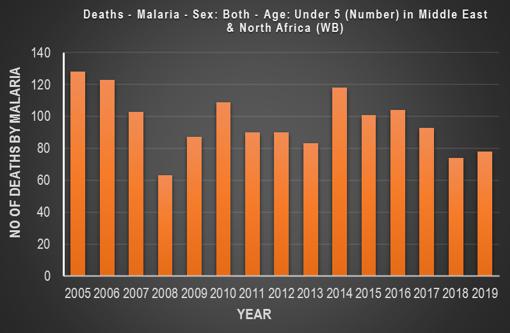 Deaths - Malaria - Sex: Both - Age: Under 5 (Number) in Middle East
& North Africa (WB)
NO OF DEATHS BY MALARIA
140
120
100
80
60
40
20
0
2005 2006 2007 2008 2009 2010 2011 2012 2013 2014 2015 2016 2017 2018 2019
YEAR